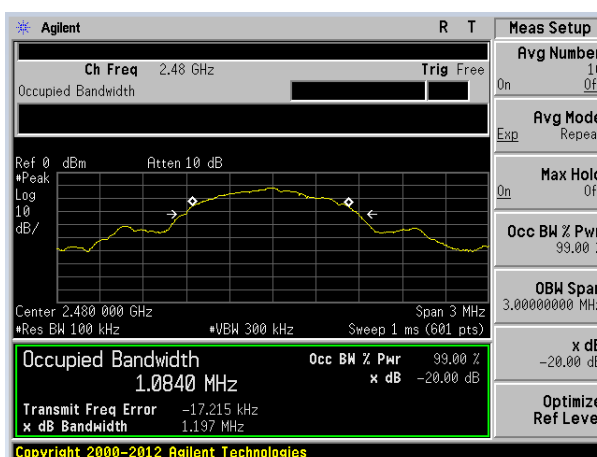 Agilent R T Meas Setup
Ch Freq 2.48 GHz Trig Free
Occupied Bandwidth
Avg Number
On
Avg Mode
Exp
Max Hold
On
Occ BW % Pwr
99.00
OBW Span
3.00000000
x dB
-20.00
Optimize
Ref Level
Ref 0 dBm Atten 10 dB
#Peak
Log
10
dB/
Center 2.480 000 GHz Span 3 MHz
#Res BW 100 kHz #VBW 300 kHz Sweep 1 ms (601 pts)
Occupied Bandwidth Occ BW % Pwr 99.00 %
1.0840 MHz x dB -20.00 dB
Transmit Freq Error -17.215 kHz
x dB Bandwidth 1.197 MHz
Copyright 2000-2012 Agilent Technologies